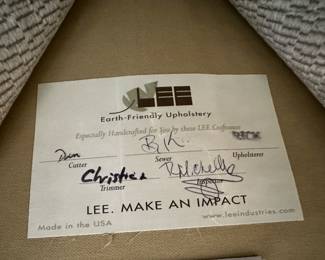 LEE
Earth-Friendly Upholstery
Especially Handcrafted for You by these LEE Craftsmen
Cutter Sewer Upholsterer
Christina
Trimmer
LEE. MAKE AN IMPACT
Made in the USA www.leeindustries.com